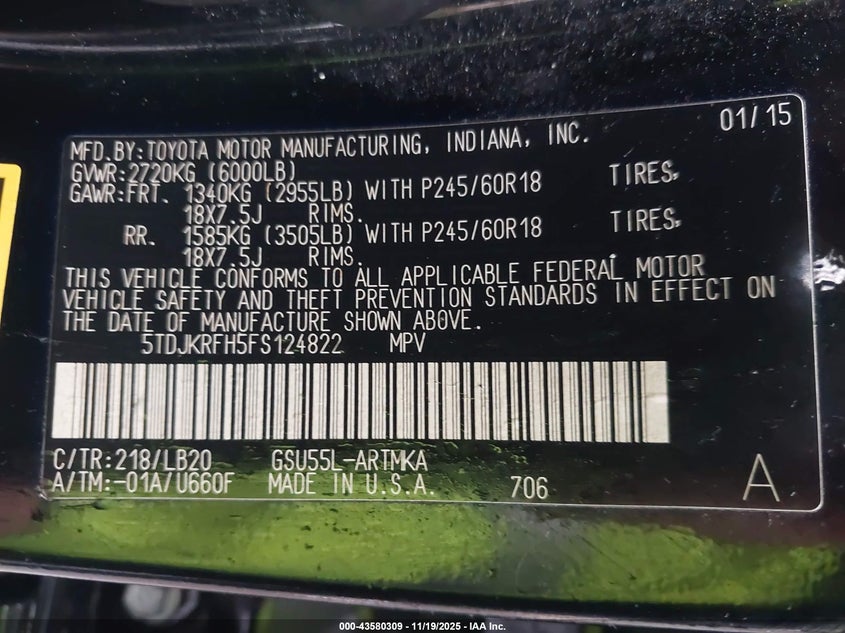 01/15
MFD.BY:TOYOTA MOTOR MANUFACTURING, INDIANA, INC.
GVWR:2720KG (6000LB)
GAWR:FRT. 1340KG (2955LB) WITH P245/60R18 TIRES,
18X7.5J RIMS.
RR. 1585KG (3505LB) WITH P245/60R18 TIRES,
18X7.5J RIMS.
THIS VEHICLE CONFORMS TO ALL APPLICABLE FEDERAL MOTOR
VEHICLE SAFETY AND THEFT PREVENTION STANDARDS IN EFFECT ON
THE DATE OF MANUFACTURE SHOWN ABOVE.
5TDJKRFH5FS124822 MPV
C/TR:218/LB20 GSU55L-ARTMKA
A/TM:-01A/U660F MADE IN U.S.A. 706 A
000-43580309 - 11/19/2025 - IAA Inc.